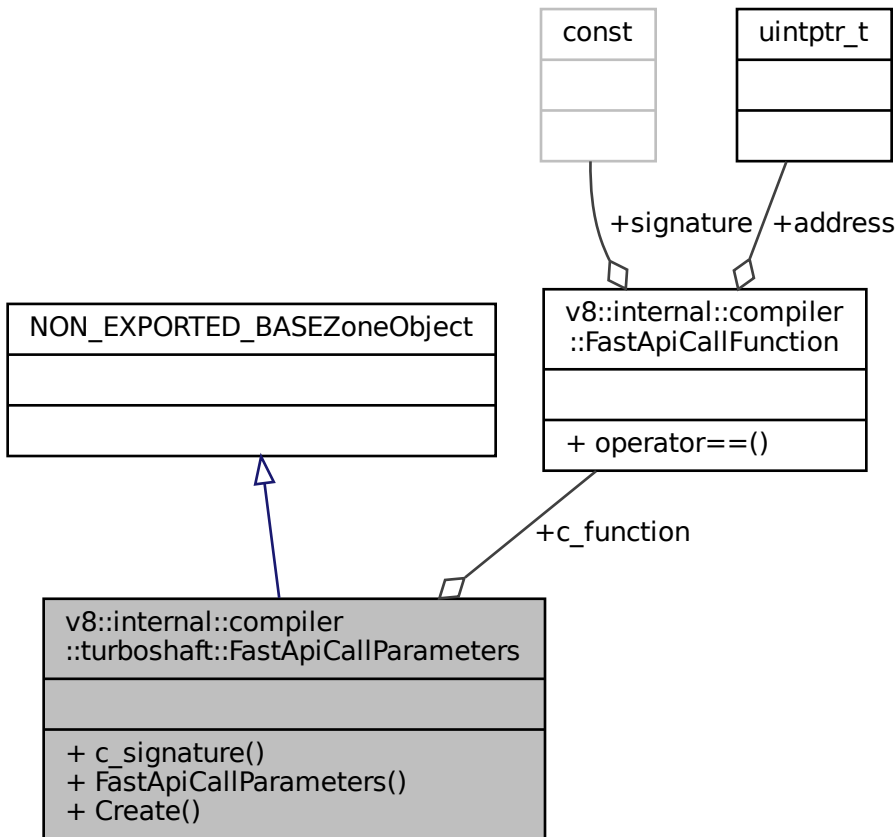 const
uintptr_t
+signature
+address
v8::internal::compiler
::FastApiCallFunction
+ operator==()
NON_EXPORTED_BASEZoneObject
+c_function
v8::internal::compiler
::turboshaft::FastApiCallParameters
+ c_signature()
+ FastApiCallParameters()
+ Create()